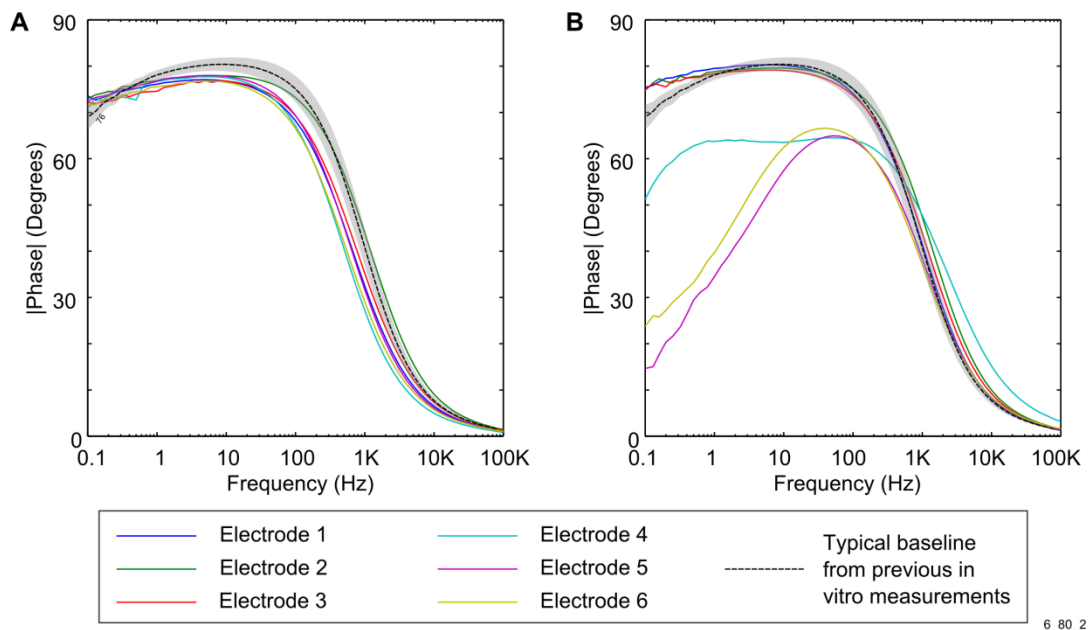 A
B
90
60
30
0
|Phase| (Degrees)
76
0.1 1 10 100 1K 10K 100K
Frequency (Hz)
90
60
30
0
|Phase| (Degrees)
0.1 1 10 100 1K 10K 100K
Frequency (Hz)
Electrode 1
Electrode 2
Electrode 3
Electrode 4
Electrode 5
Electrode 6
Typical baseline
from previous in
vitro measurements
6 80 2